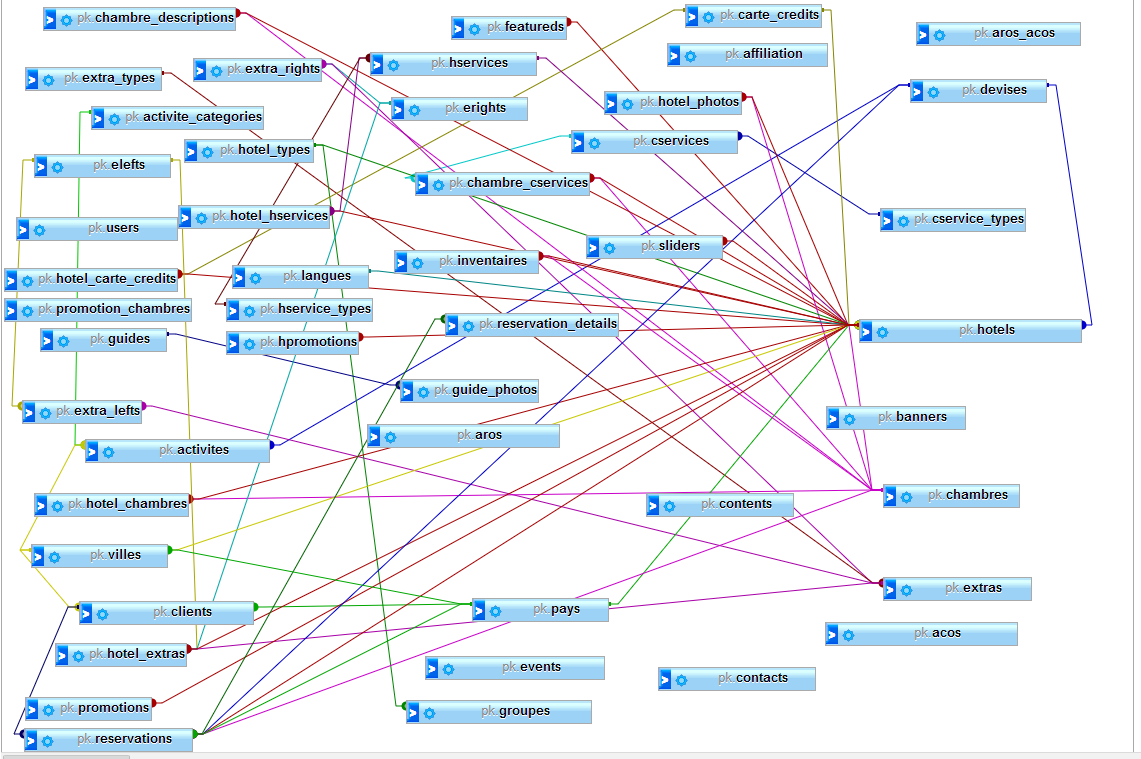 pk.chambre_descriptions
pk.carte_credits
pk.featureds
pk.aros_acos
pk.affiliation
pk.hservices
pk.extra_rights
pk.extra_types
pk.devises
pk.hotel_photos
pk.erights
pk.activite_categories
pk.cservices
pk.hotel_types
pk.elefts
pk.chambre_cservices
pk.hotel_hservices
pk.cservice_types
pk.users
pk.sliders
pk.inventaires
pk.langues
pk.hotel_carte_credits
pk.promotion_chambres
pk.hservice_types
pk.reservation_details
pk.hotels
pk.guides
pk.hpromotions
pk.guide_photos
pk.extra_lefts
pk.banners
pk.aros
pk.activites
pk.chambres
pk.hotel_chambres
pk.contents
pk.villes
pk.extras
pk.clients
pk.pays
pk.acos
pk.hotel_extras
pk.events
pk.contacts
pk.promotions
pk.groupes
pk.reservations